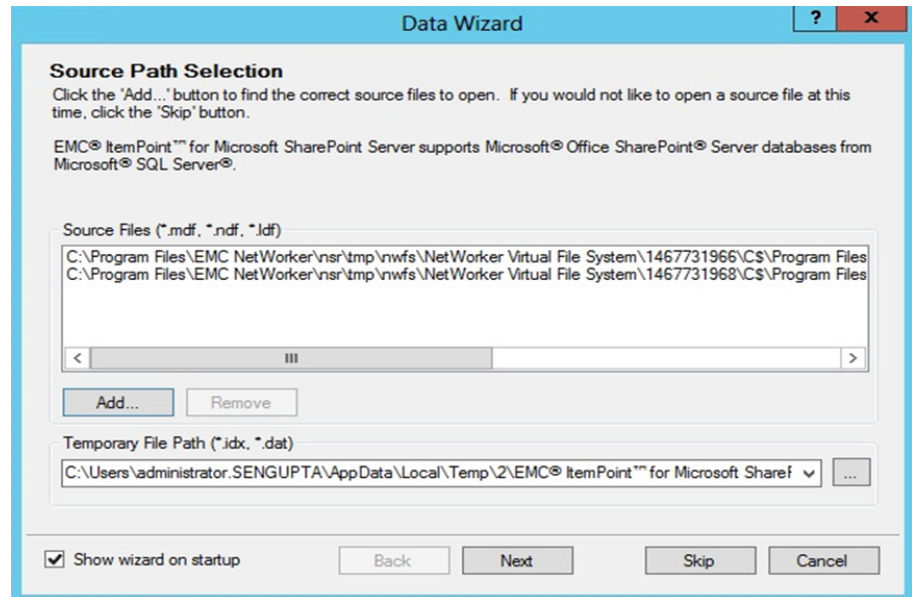 Data Wizard
?
x
Source Path Selection
Click the 'Add...' button to find the correct source files to open. If you would not like to open a source file at this
time, click the 'Skip' button.
EMC® ItemPoint™ for Microsoft SharePoint Server supports Microsoft® Office SharePoint® Server databases from
Microsoft® SQL Server®.
Source Files (*.mdf, *.ndf, *.ldf)
C:\Program Files\EMC NetWorker\nsr\tmp\nwfs\NetWorker Virtual File System\1467731966\C$\Program Files
C:\Program Files\EMC NetWorker\nsr\tmp\nwfs\NetWorker Virtual File System\1467731968\C$\Program Files
Add...
Remove
Temporary File Path (*.idx, *.dat)
C:\Users\administrator.SENGUPTA\AppData\Local\Temp\2\EMC® ItemPoint™ for Microsoft ShareF
...
Show wizard on startup
Back
Next
Skip
Cancel